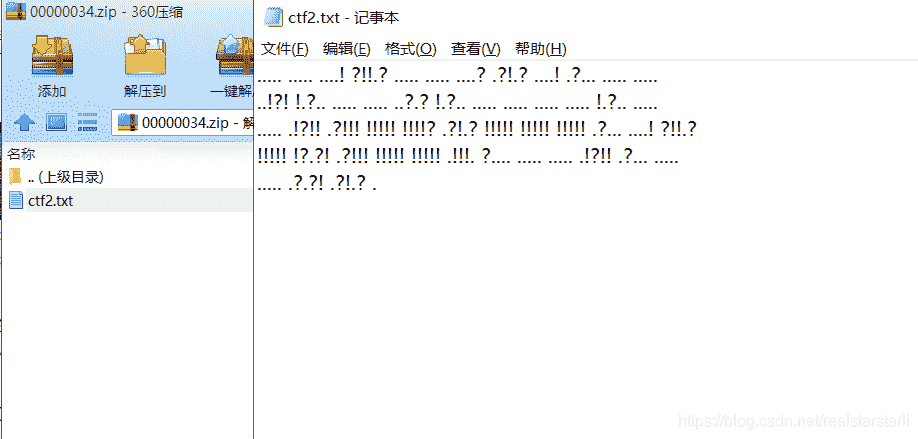 00000034.zip - 360压缩
添加
解压到
一键解
00000034.zip - 解
名称
.. (上级目录)
ctf2.txt
ctf2.txt - 记事本
文件(F) 编辑(E) 格式(O) 查看(V) 帮助(H)
..... ..... ....! ?!!.? ..... ..... ....? .?!.? ....! .?... ..... .....
..!?! !.?.. ..... ..... ..?.? !.?.. ..... ..... ..... ..... !.?.. .....
..... .!?!! .?!!! !!!!! !!!!? .?!.? !!!!! !!!!! !!!!! .?... ....! ?!!.?
!!!!! !?.?! .?!!! !!!!! !!!!! .!!!. ?.... ..... ..... .!?!! .?... .....
..... .?.?! .?!.? .
https://blog.csdn.net/realstarstarli